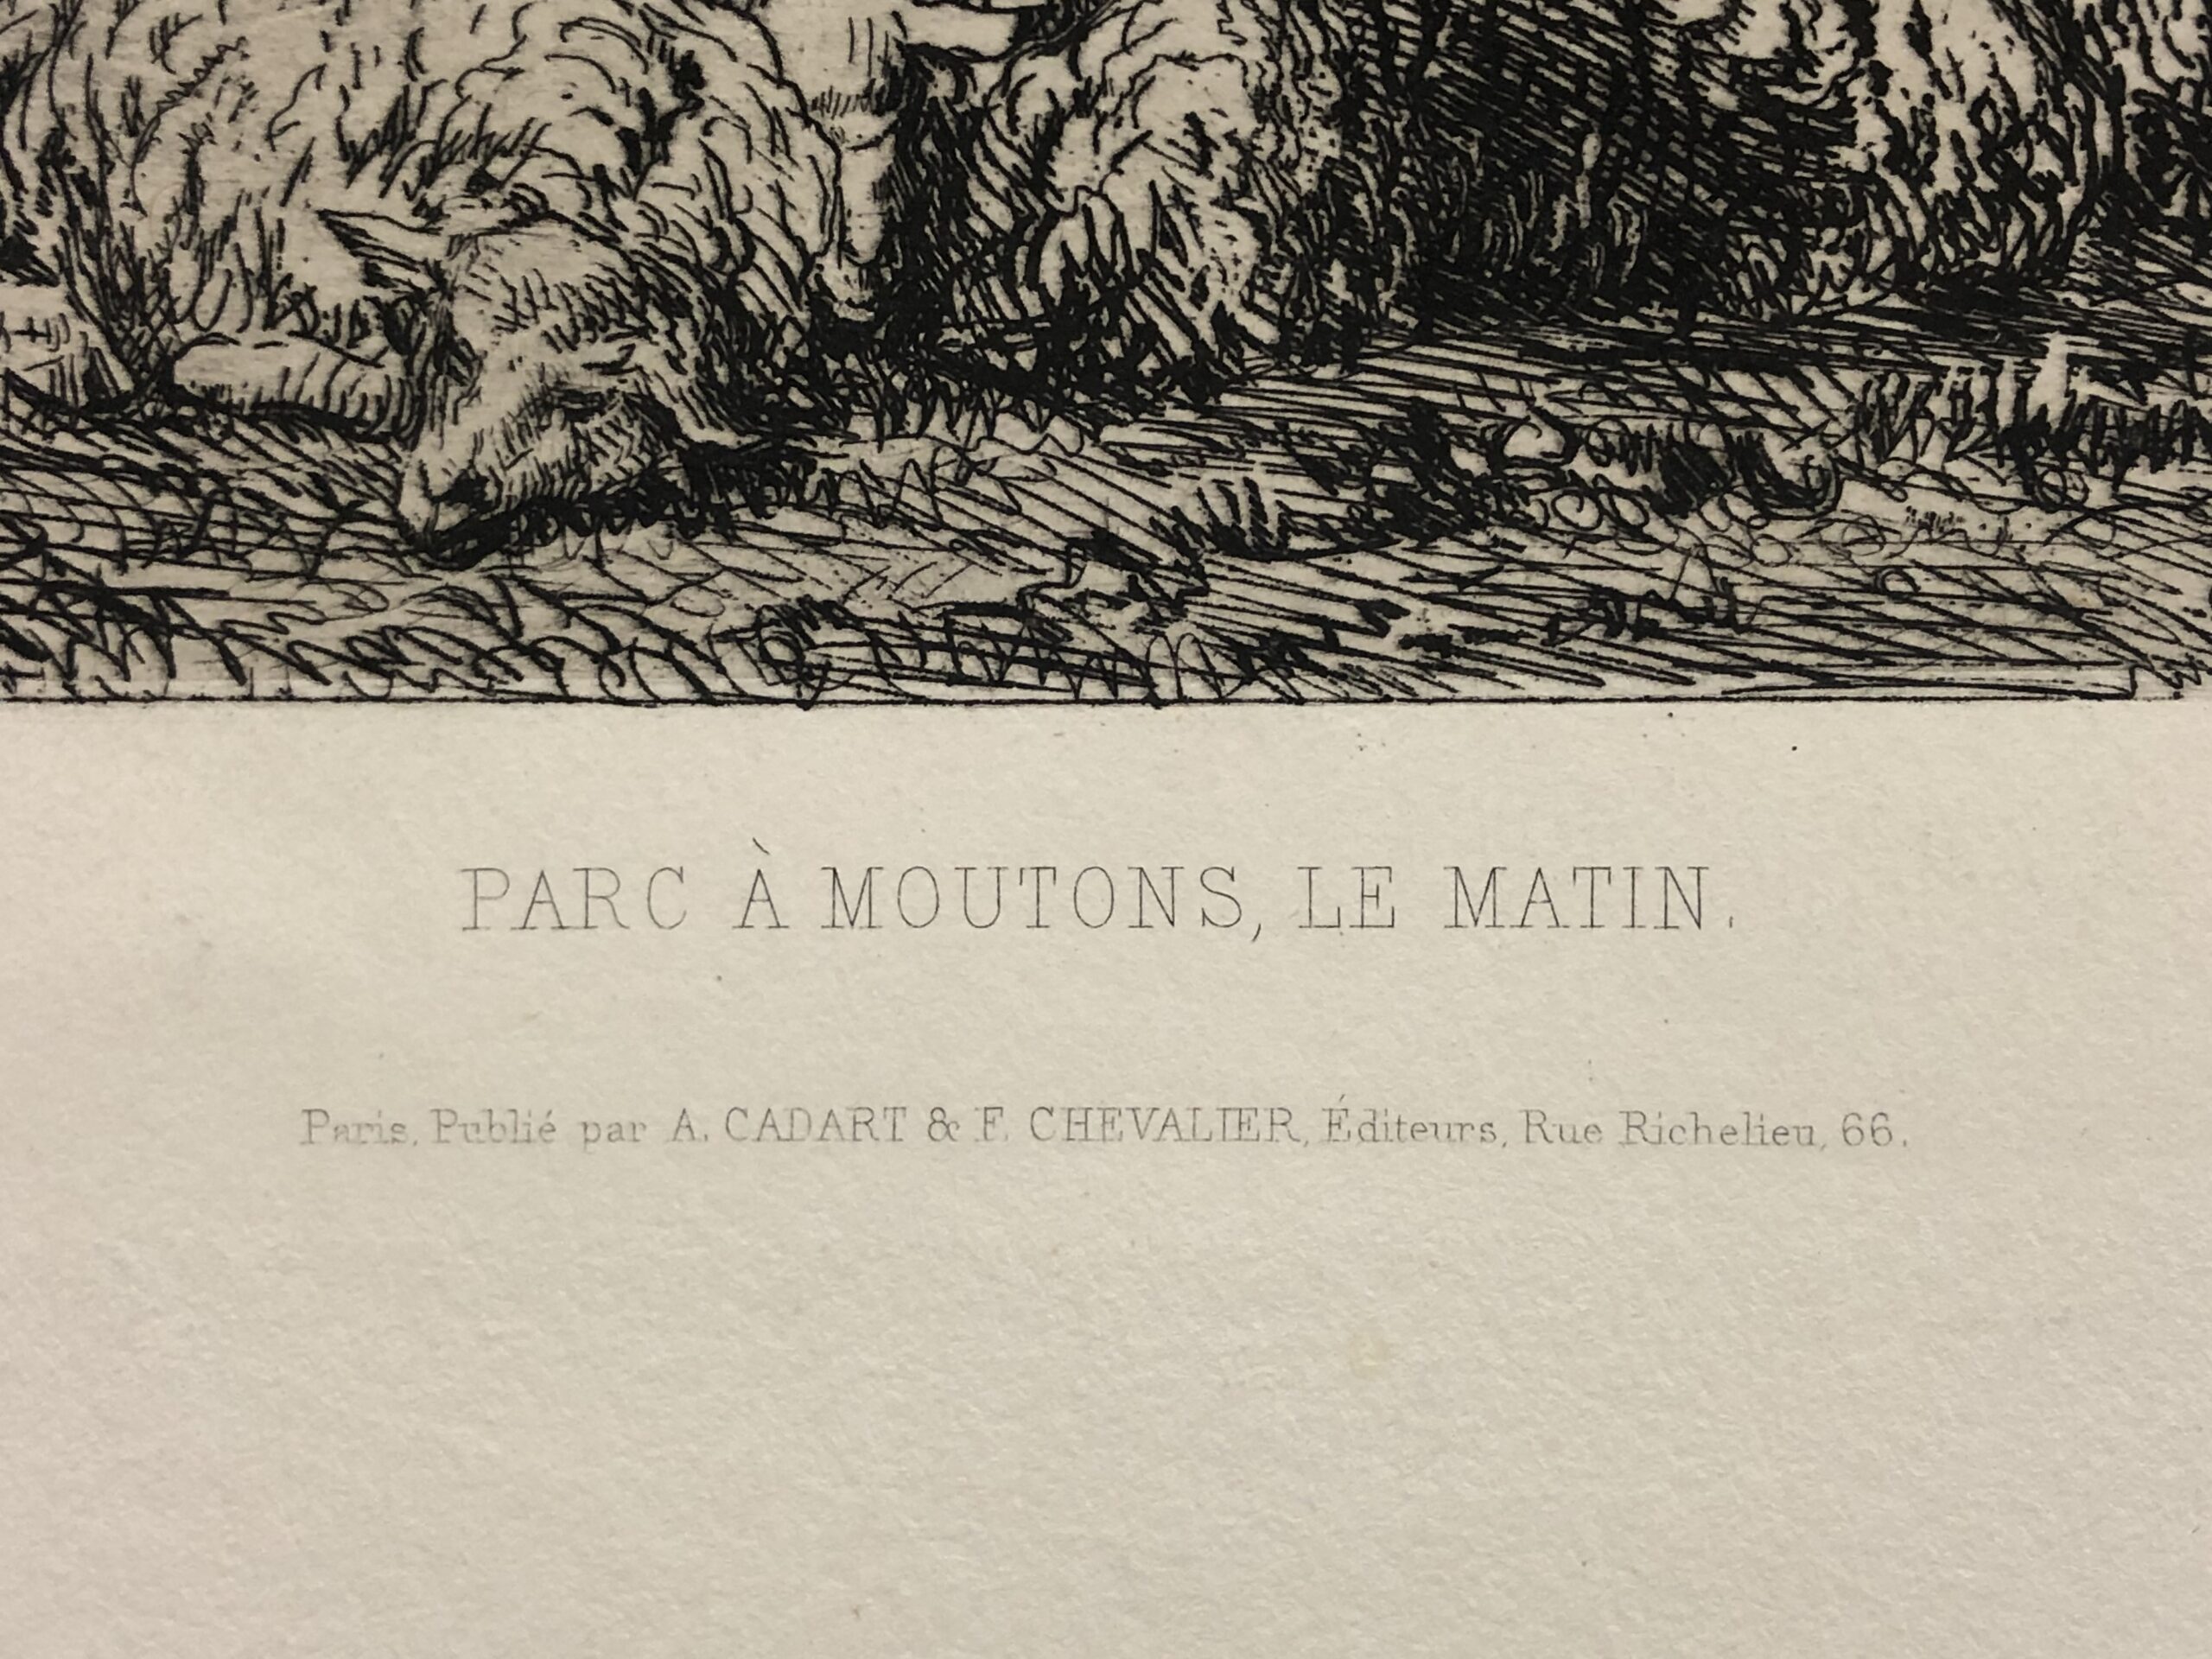 PARC À MOUTONS, LE MATIN.
Paris, Publié par A. CADART & F. CHEVALIER, Éditeurs, Rue Richelieu, 66.